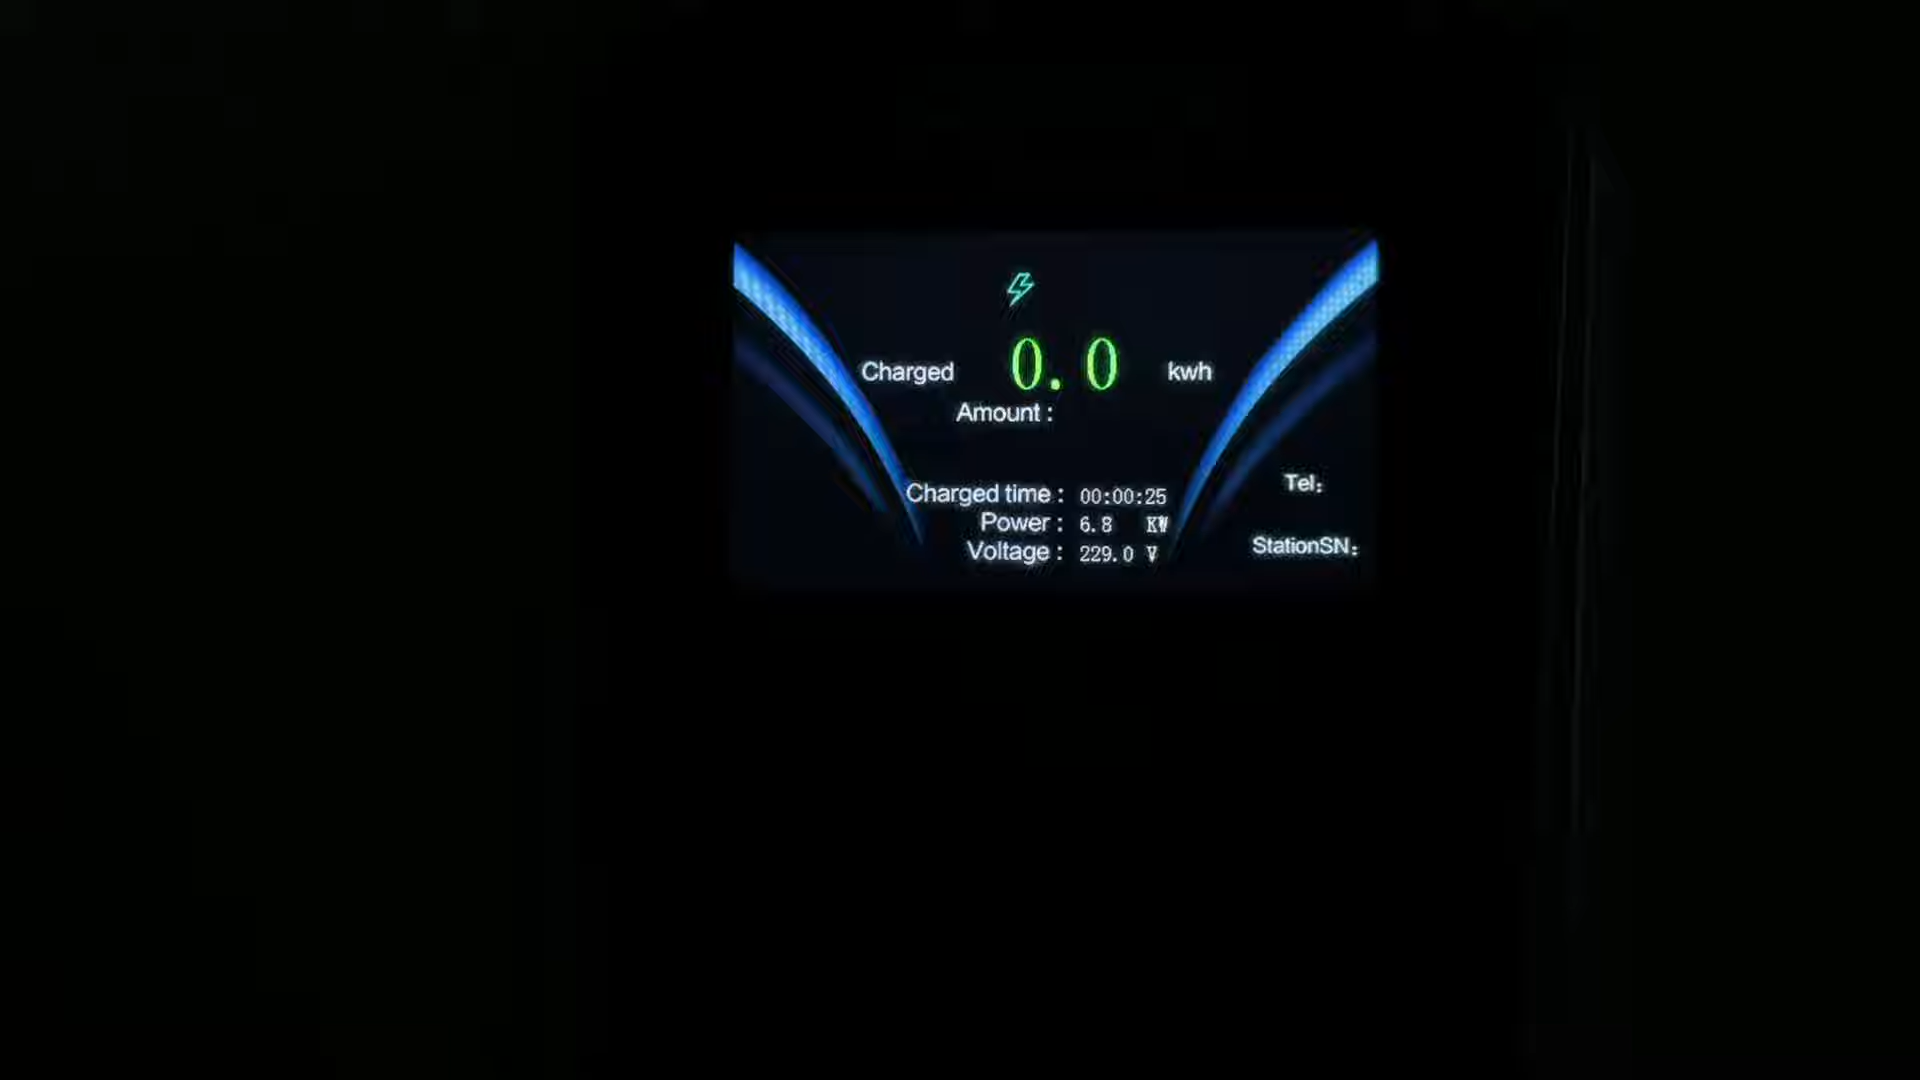 Charged 0.0 kwh
Amount :
Charged time : 00:00:25
Power : 6.8 KW
Voltage : 229.0 V
Tel:
StationSN: